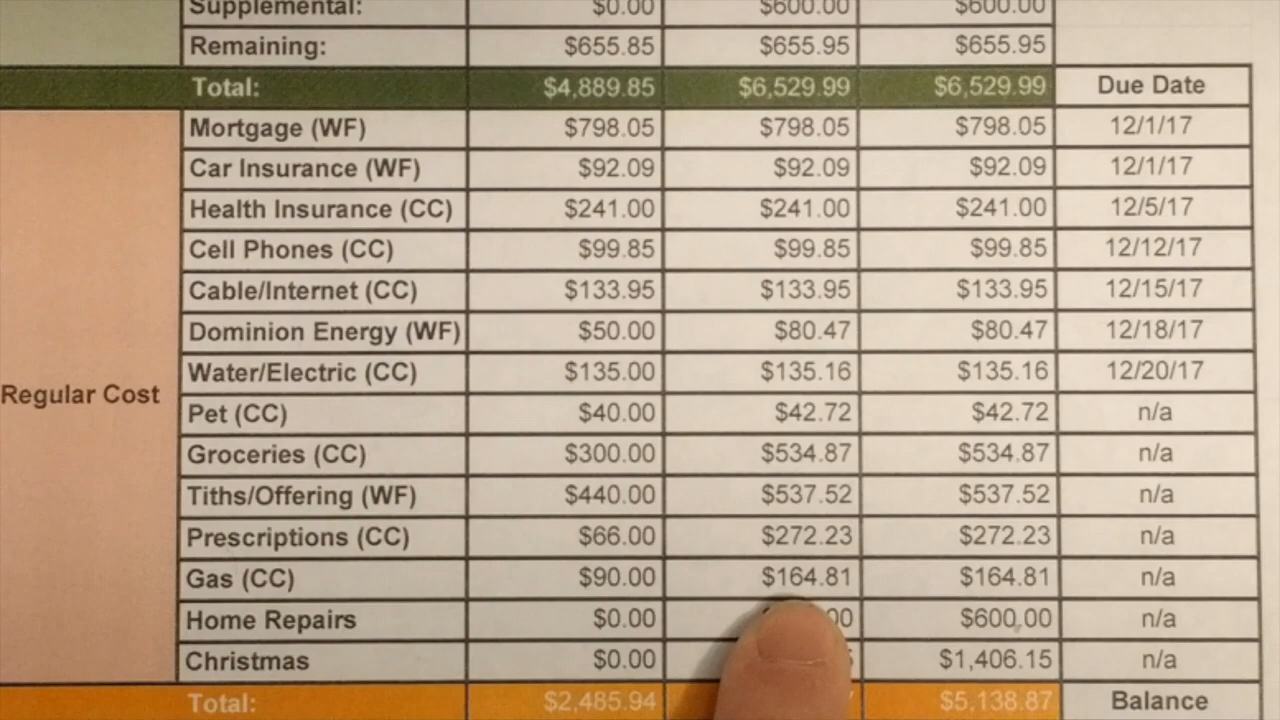 Supplemental: $0.00 $600.00 $600.00
Remaining: $655.85 $655.95 $655.95
Total: $4,889.85 $6,529.99 $6,529.99 Due Date
Mortgage (WF) $798.05 $798.05 $798.05 12/1/17
Car Insurance (WF) $92.09 $92.09 $92.09 12/1/17
Health Insurance (CC) $241.00 $241.00 $241.00 12/5/17
Cell Phones (CC) $99.85 $99.85 $99.85 12/12/17
Cable/Internet (CC) $133.95 $133.95 $133.95 12/15/17
Dominion Energy (WF) $50.00 $80.47 $80.47 12/18/17
Water/Electric (CC) $135.00 $135.16 $135.16 12/20/17
Regular Cost
Pet (CC) $40.00 $42.72 $42.72 n/a
Groceries (CC) $300.00 $534.87 $534.87 n/a
Tiths/Offering (WF) $440.00 $537.52 $537.52 n/a
Prescriptions (CC) $66.00 $272.23 $272.23 n/a
Gas (CC) $90.00 $164.81 $164.81 n/a
Home Repairs $0.00 $600.00 n/a
Christmas $0.00 $1,406.15 n/a
Total: $2,485.94 $5,138.87 Balance